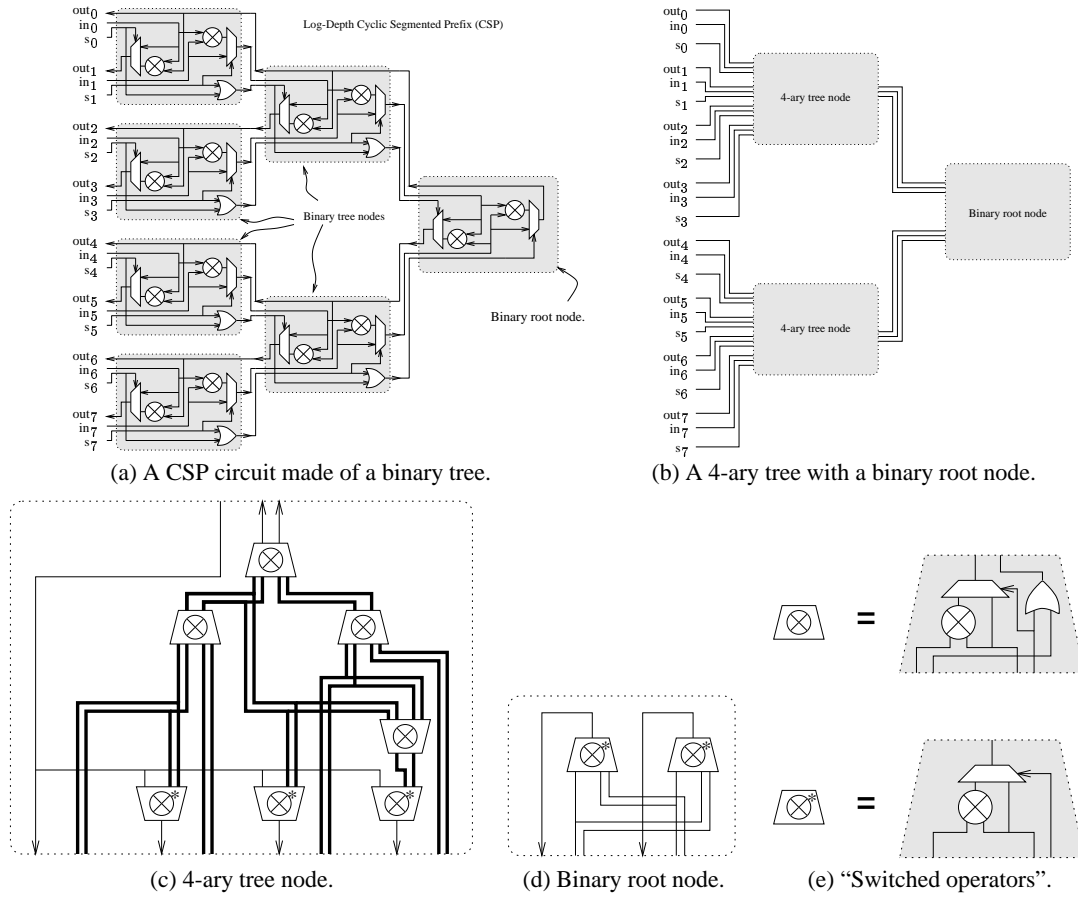 Log-Depth Cyclic Segmented Prefix (CSP)
out0
in0
s0
out1
in1
s1
out2
in2
s2
out3
in3
s3
out4
in4
s4
out5
in5
s5
out6
in6
s6
out7
in7
s7
Binary tree nodes
Binary root node.
(a) A CSP circuit made of a binary tree.
out0
in0
s0
out1
in1
s1
out2
in2
s2
out3
in3
s3
out4
in4
s4
out5
in5
s5
out6
in6
s6
out7
in7
s7
4-ary tree node
4-ary tree node
Binary root node
(b) A 4-ary tree with a binary root node.
*
*
*
(c) 4-ary tree node.
*
*
(d) Binary root node.
=
*
=
(e) “Switched operators”.